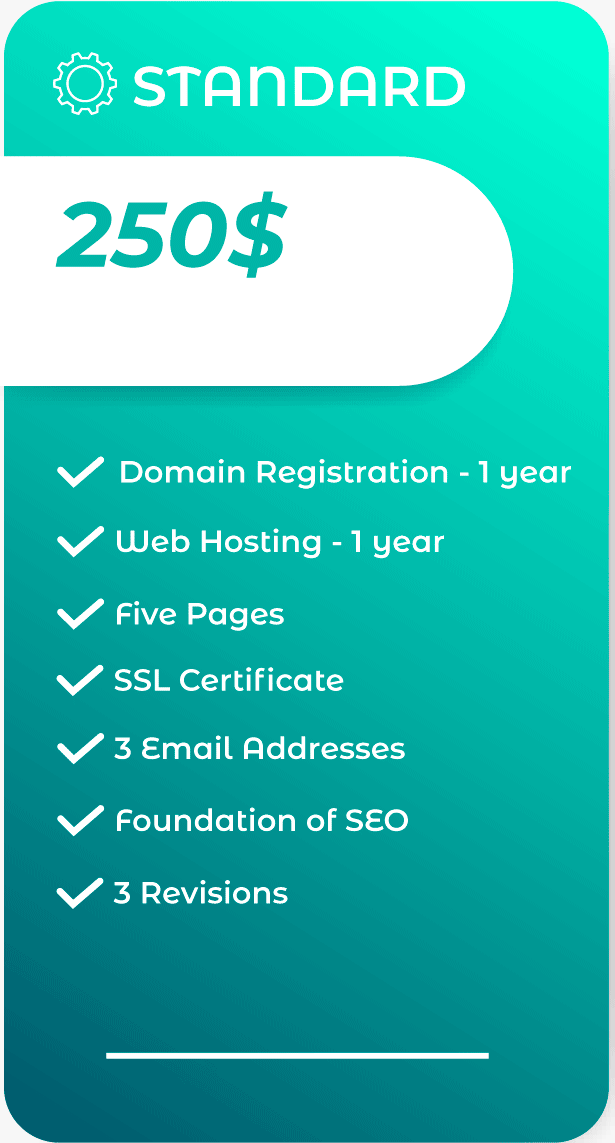 STANDARD
250$
Domain Registration - 1 year
Web Hosting - 1 year
Five Pages
SSL Certificate
3 Email Addresses
Foundation of SEO
3 Revisions